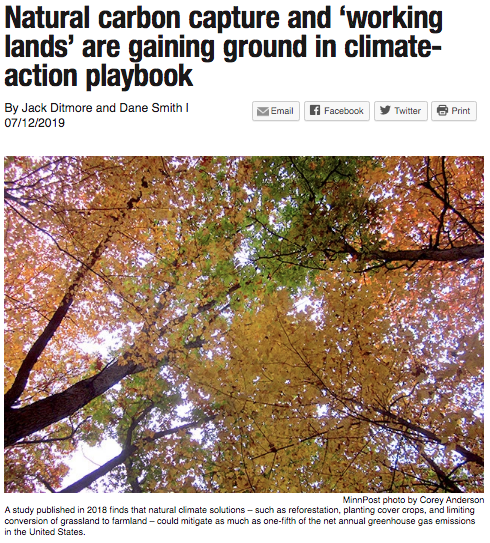 Natural carbon capture and ‘working
lands’ are gaining ground in climate-
action playbook
By Jack Ditmore and Dane Smith |
07/12/2019
Email
Facebook
Twitter
Print
MinnPost photo by Corey Anderson
A study published in 2018 finds that natural climate solutions – such as reforestation, planting cover crops, and limiting
conversion of grassland to farmland – could mitigate as much as one-fifth of the net annual greenhouse gas emissions
in the United States.